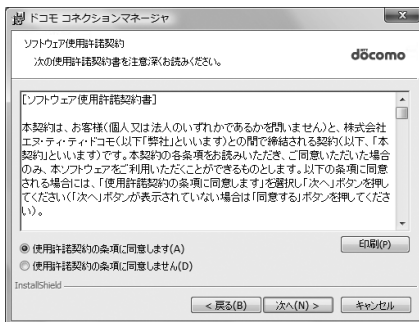 ドコモ コネクションマネージャ
ソフトウェア使用許諾契約
次の使用許諾契約書を注意深くお読みください。
döcomo
[ソフトウェア使用許諾契約書]
本契約は、お客様(個人又は法人のいずれかであるかを問いません)と、株式会社
エヌ・ティ・ティ・ドコモ(以下「弊社」といいます)との間で締結される契約(以下、「本
契約」といいます)です。本契約の各条項をお読みいただき、ご同意いただいた場合
のみ、本ソフトウェアをご利用いただくことができるものとします。以下の条項に同意
される場合には、「使用許諾契約の条項に同意します」を選択し「次へ」ボタンを押し
てください(「次へ」ボタンが表示されていない場合は「同意する」ボタンを押してくださ
い)。
使用許諾契約の条項に同意します(A)
印刷(P)
使用許諾契約の条項に同意しません(D)
InstallShield
< 戻る(B)
次へ(N) >
キャンセル